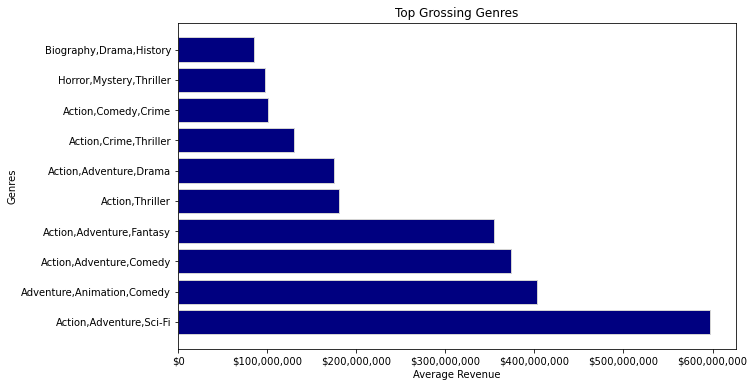 Top Grossing Genres
Genres
Biography,Drama,History
Horror,Mystery,Thriller
Action,Comedy,Crime
Action,Crime,Thriller
Action,Adventure,Drama
Action,Thriller
Action,Adventure,Fantasy
Action,Adventure,Comedy
Adventure,Animation,Comedy
Action,Adventure,Sci-Fi
$0 $100,000,000 $200,000,000 $300,000,000 $400,000,000 $500,000,000 $600,000,000
Average Revenue